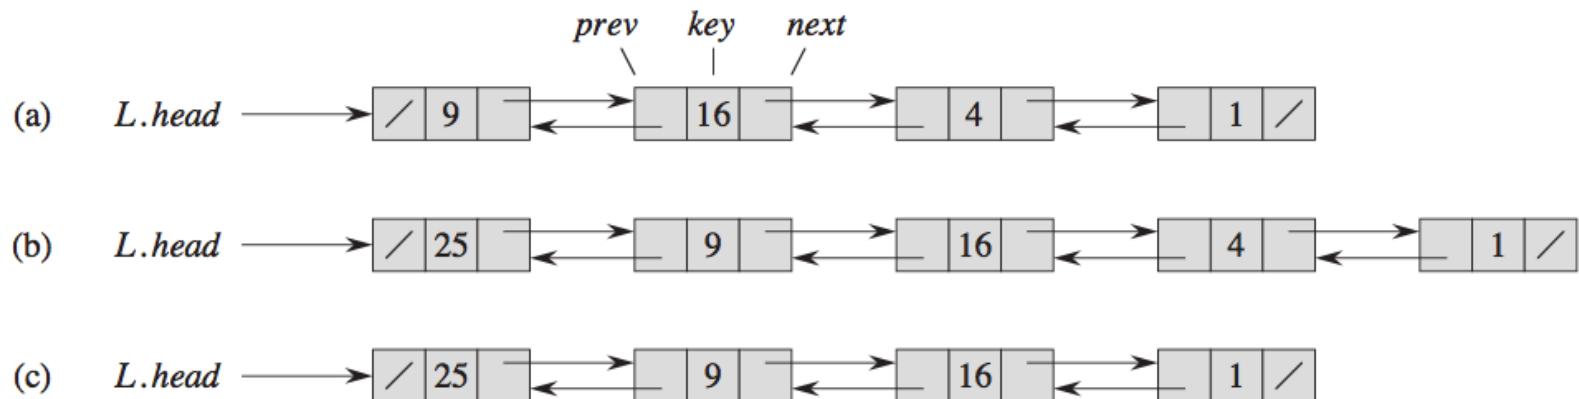 prev key next
(a) L.head / 9 16 4 1 /
(b) L.head / 25 9 16 4 1 /
(c) L.head / 25 9 16 1 /